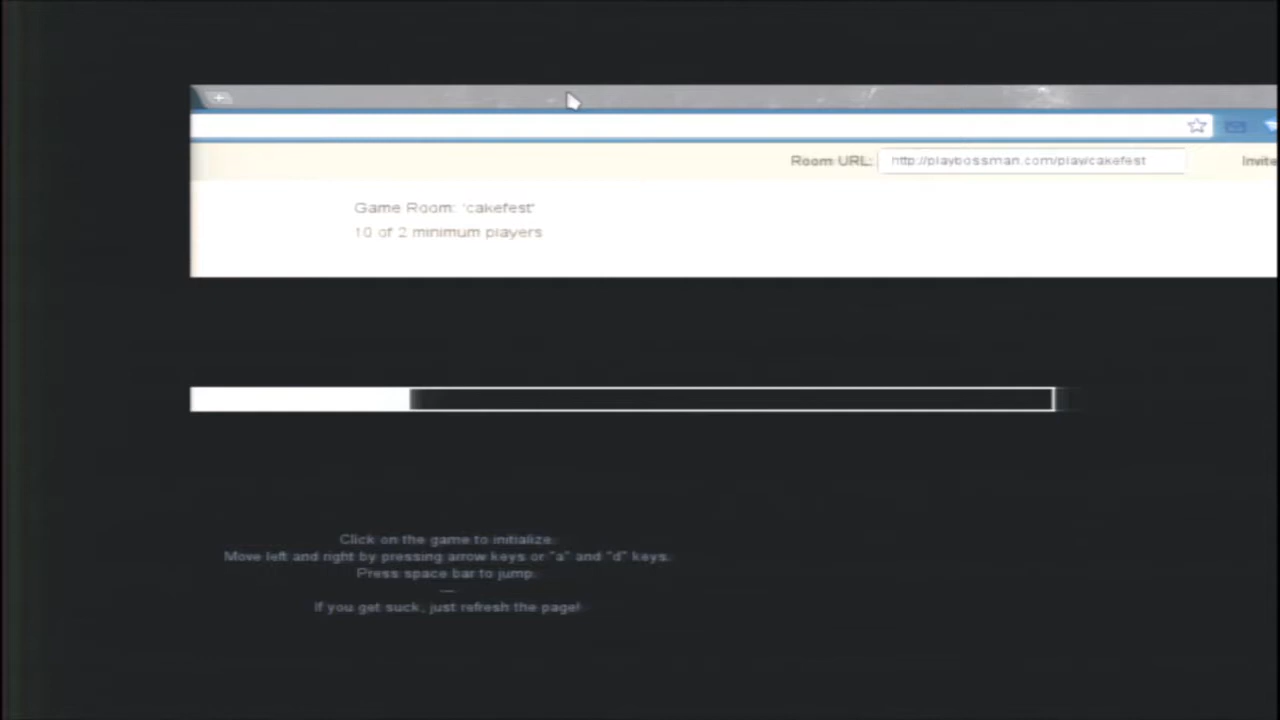 Room URL: http://playbossman.com/play/cakefest
Invite
Game Room: 'cakefest'
10 of 2 minimum players
Click on the game to initialize.
Move left and right by pressing arrow keys or "a" and "d" keys.
Press space bar to jump.
—
If you get suck, just refresh the page!